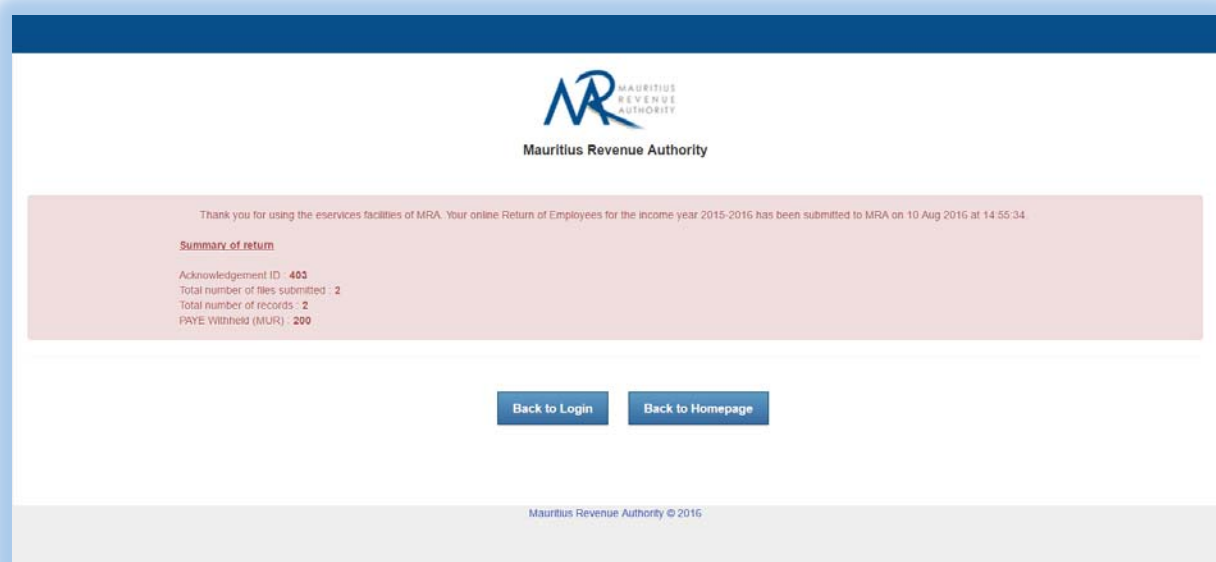 MAURITIUS
REVENUE
AUTHORITY
Mauritius Revenue Authority
Thank you for using the eservices facilities of MRA. Your online Return of Employees for the income year 2015-2016 has been submitted to MRA on 10 Aug 2016 at 14:55:34.
Summary of return
Acknowledgement ID : 403
Total number of files submitted : 2
Total number of records : 2
PAYE Withheld (MUR) : 200
Back to Login Back to Homepage
Mauritius Revenue Authority © 2016